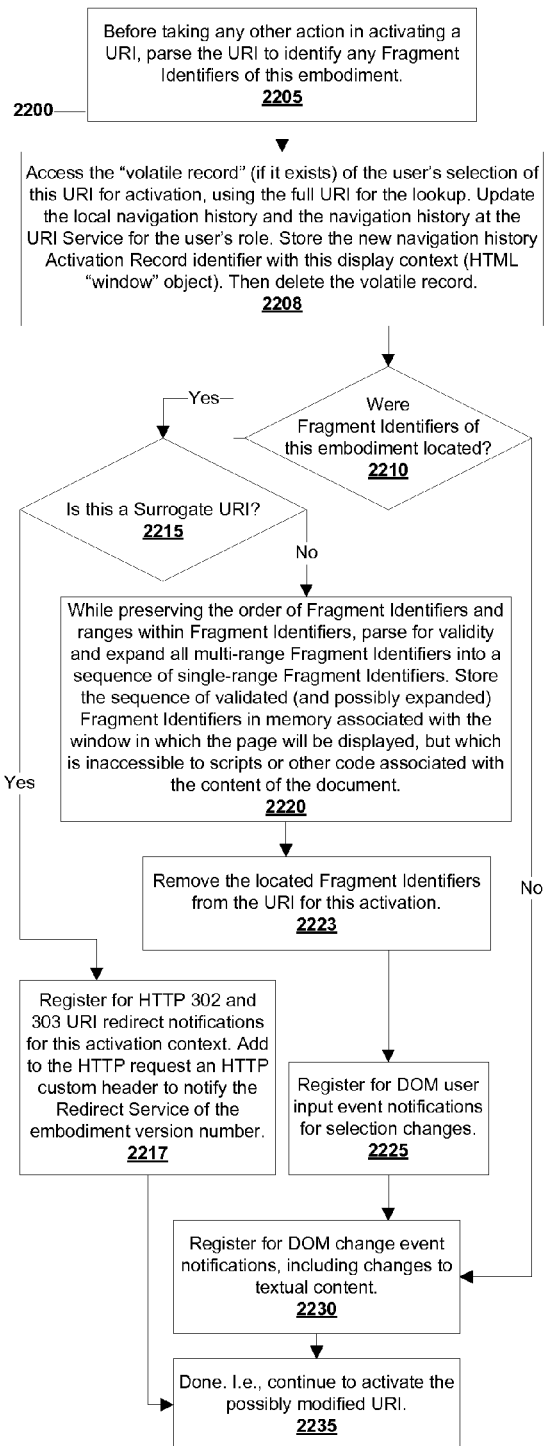 Before taking any other action in activating a
URI, parse the URI to identify any Fragment
Identifiers of this embodiment.
2205
2200
Access the “volatile record” (if it exists) of the user’s selection of
this URI for activation, using the full URI for the lookup. Update
the local navigation history and the navigation history at the
URI Service for the user’s role. Store the new navigation history
Activation Record identifier with this display context (HTML
“window” object). Then delete the volatile record.
2208
Yes
Were
Fragment Identifiers of
this embodiment located?
2210
Is this a Surrogate URI?
2215
No
While preserving the order of Fragment Identifiers and
ranges within Fragment Identifiers, parse for validity
and expand all multi-range Fragment Identifiers into a
sequence of single-range Fragment Identifiers. Store
the sequence of validated (and possibly expanded)
Fragment Identifiers in memory associated with the
window in which the page will be displayed, but which
is inaccessible to scripts or other code associated with
the content of the document.
2220
Yes
Remove the located Fragment Identifiers
from the URI for this activation.
2223
No
Register for HTTP 302 and
303 URI redirect notifications
for this activation context. Add
to the HTTP request an HTTP
custom header to notify the
Redirect Service of the
embodiment version number.
2217
Register for DOM user
input event notifications
for selection changes.
2225
Register for DOM change event
notifications, including changes to
textual content.
2230
Done. I.e., continue to activate the
possibly modified URI.
2235